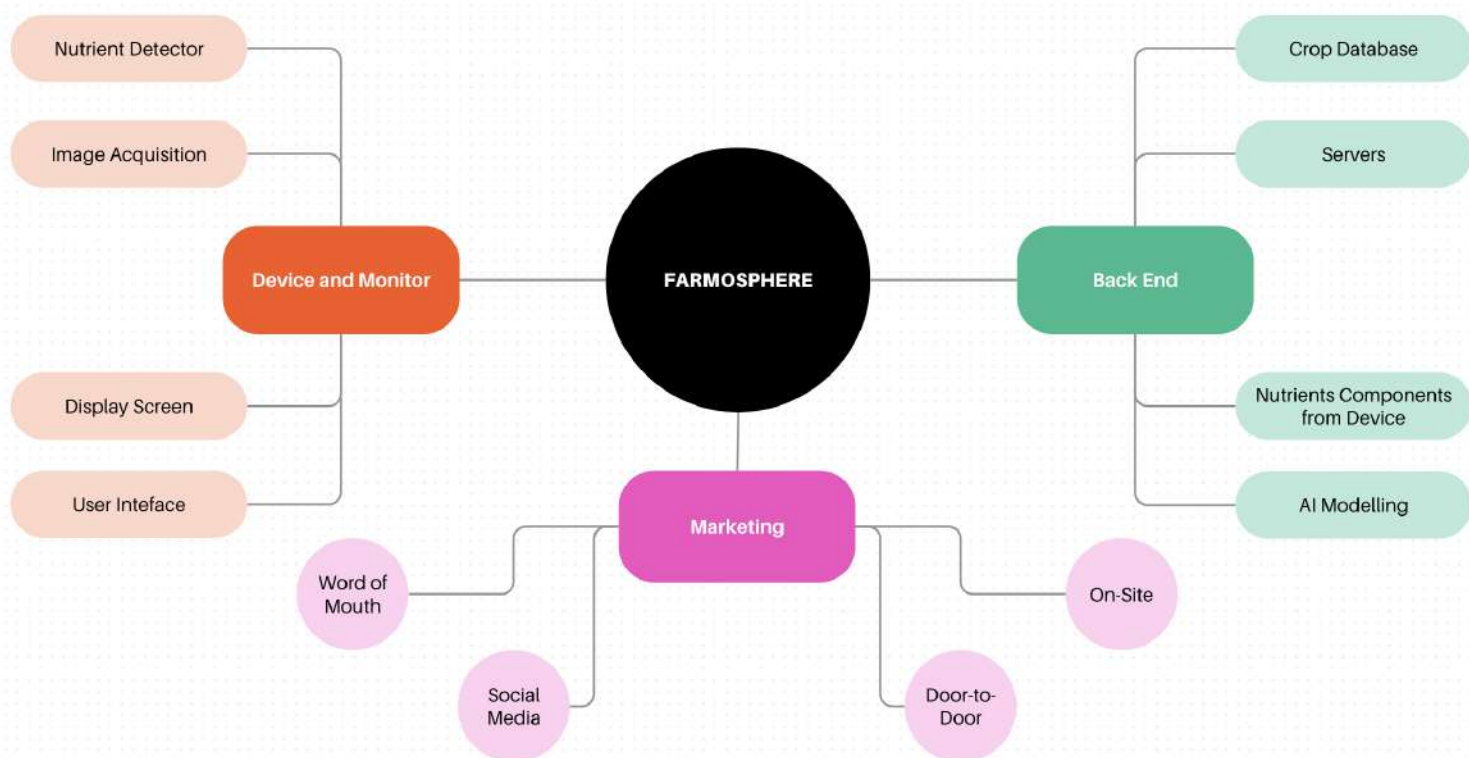 Nutrient Detector
Image Acquisition
Device and Monitor
Display Screen
User Inteface
FARMOSPHERE
Crop Database
Servers
Back End
Nutrients Components
from Device
AI Modelling
Marketing
Word of
Mouth
Social
Media
Door-to-
Door
On-Site